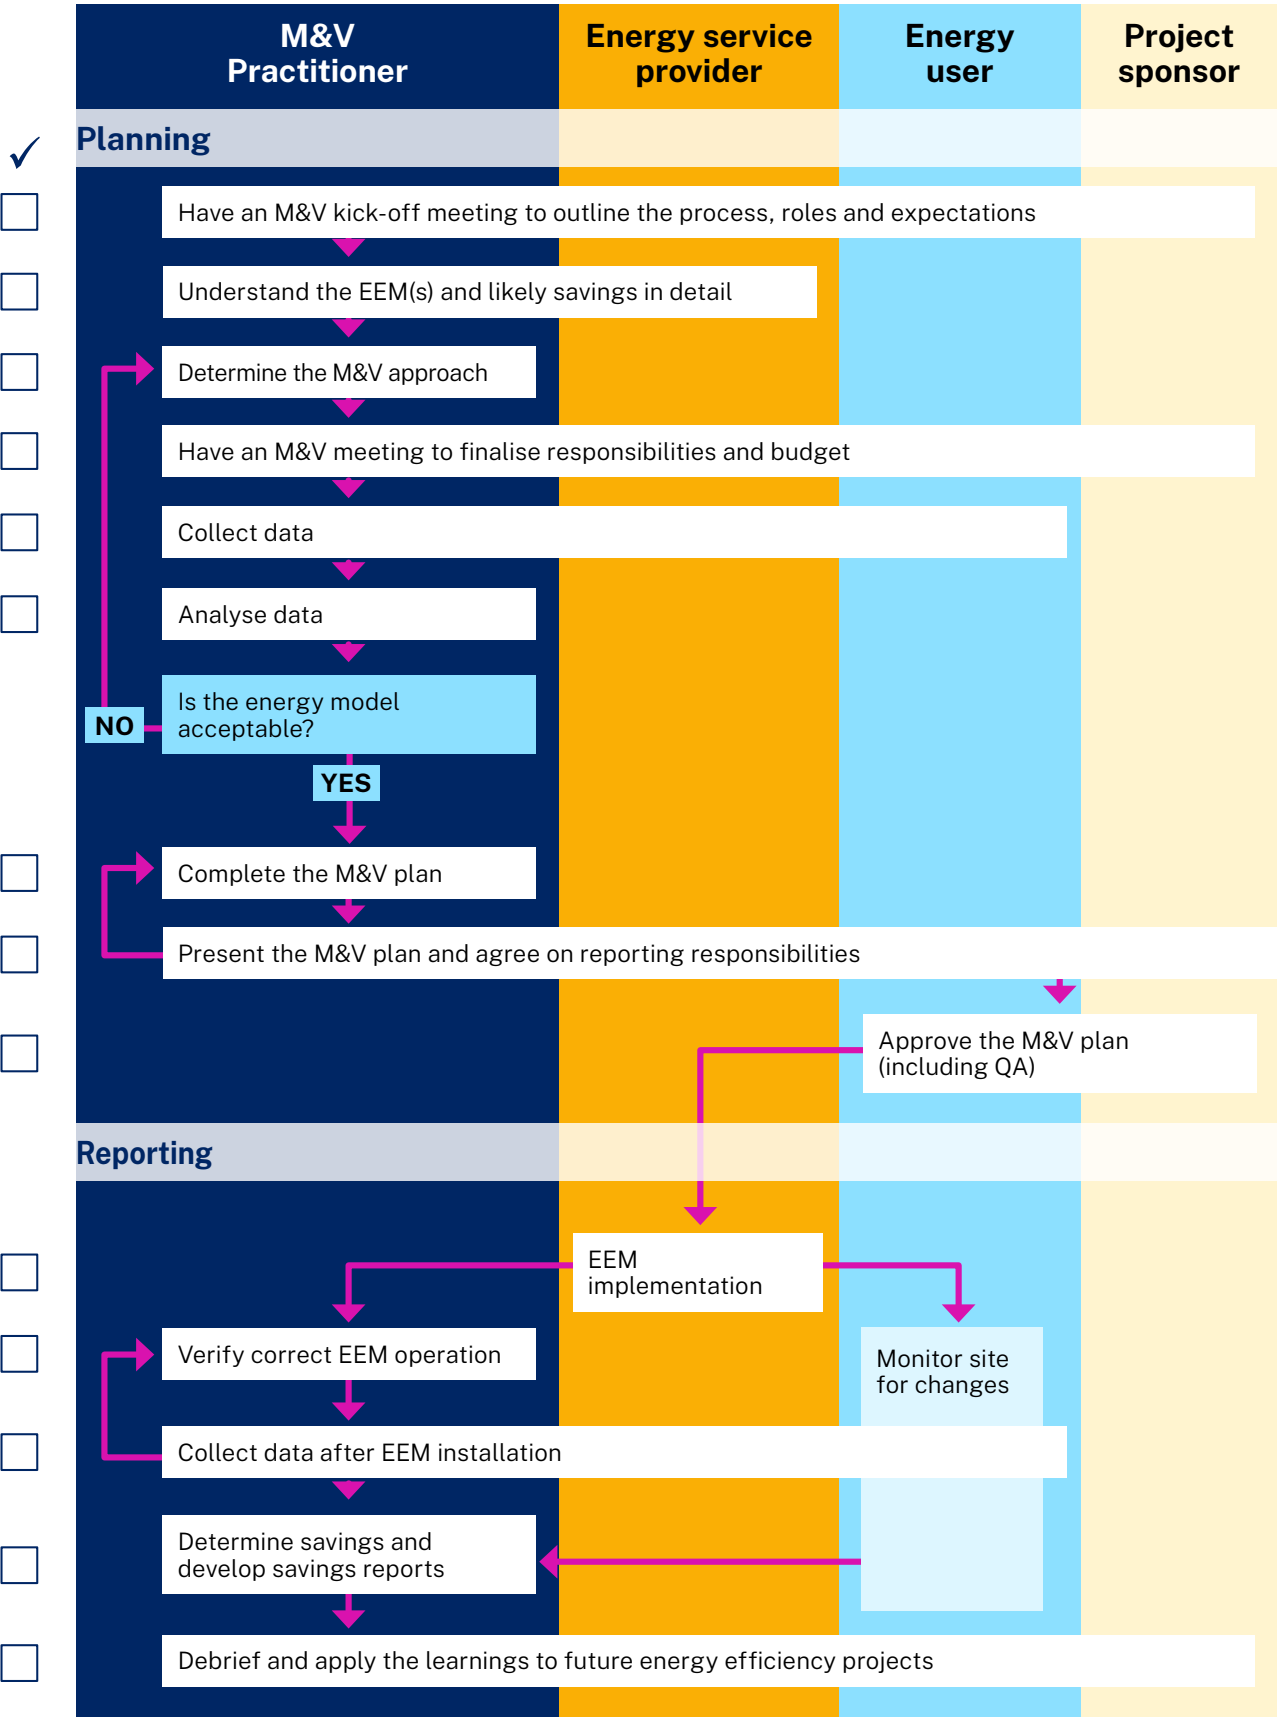 M&V
Practitioner
Energy service
provider
Energy
user
Project
sponsor
Planning
Have an M&V kick-off meeting to outline the process, roles and expectations
Understand the EEM(s) and likely savings in detail
Determine the M&V approach
Have an M&V meeting to finalise responsibilities and budget
Collect data
Analyse data
Is the energy model
acceptable?
NO
YES
Complete the M&V plan
Present the M&V plan and agree on reporting responsibilities
Approve the M&V plan
(including QA)
Reporting
EEM
implementation
Verify correct EEM operation
Monitor site
for changes
Collect data after EEM installation
Determine savings and
develop savings reports
Debrief and apply the learnings to future energy efficiency projects